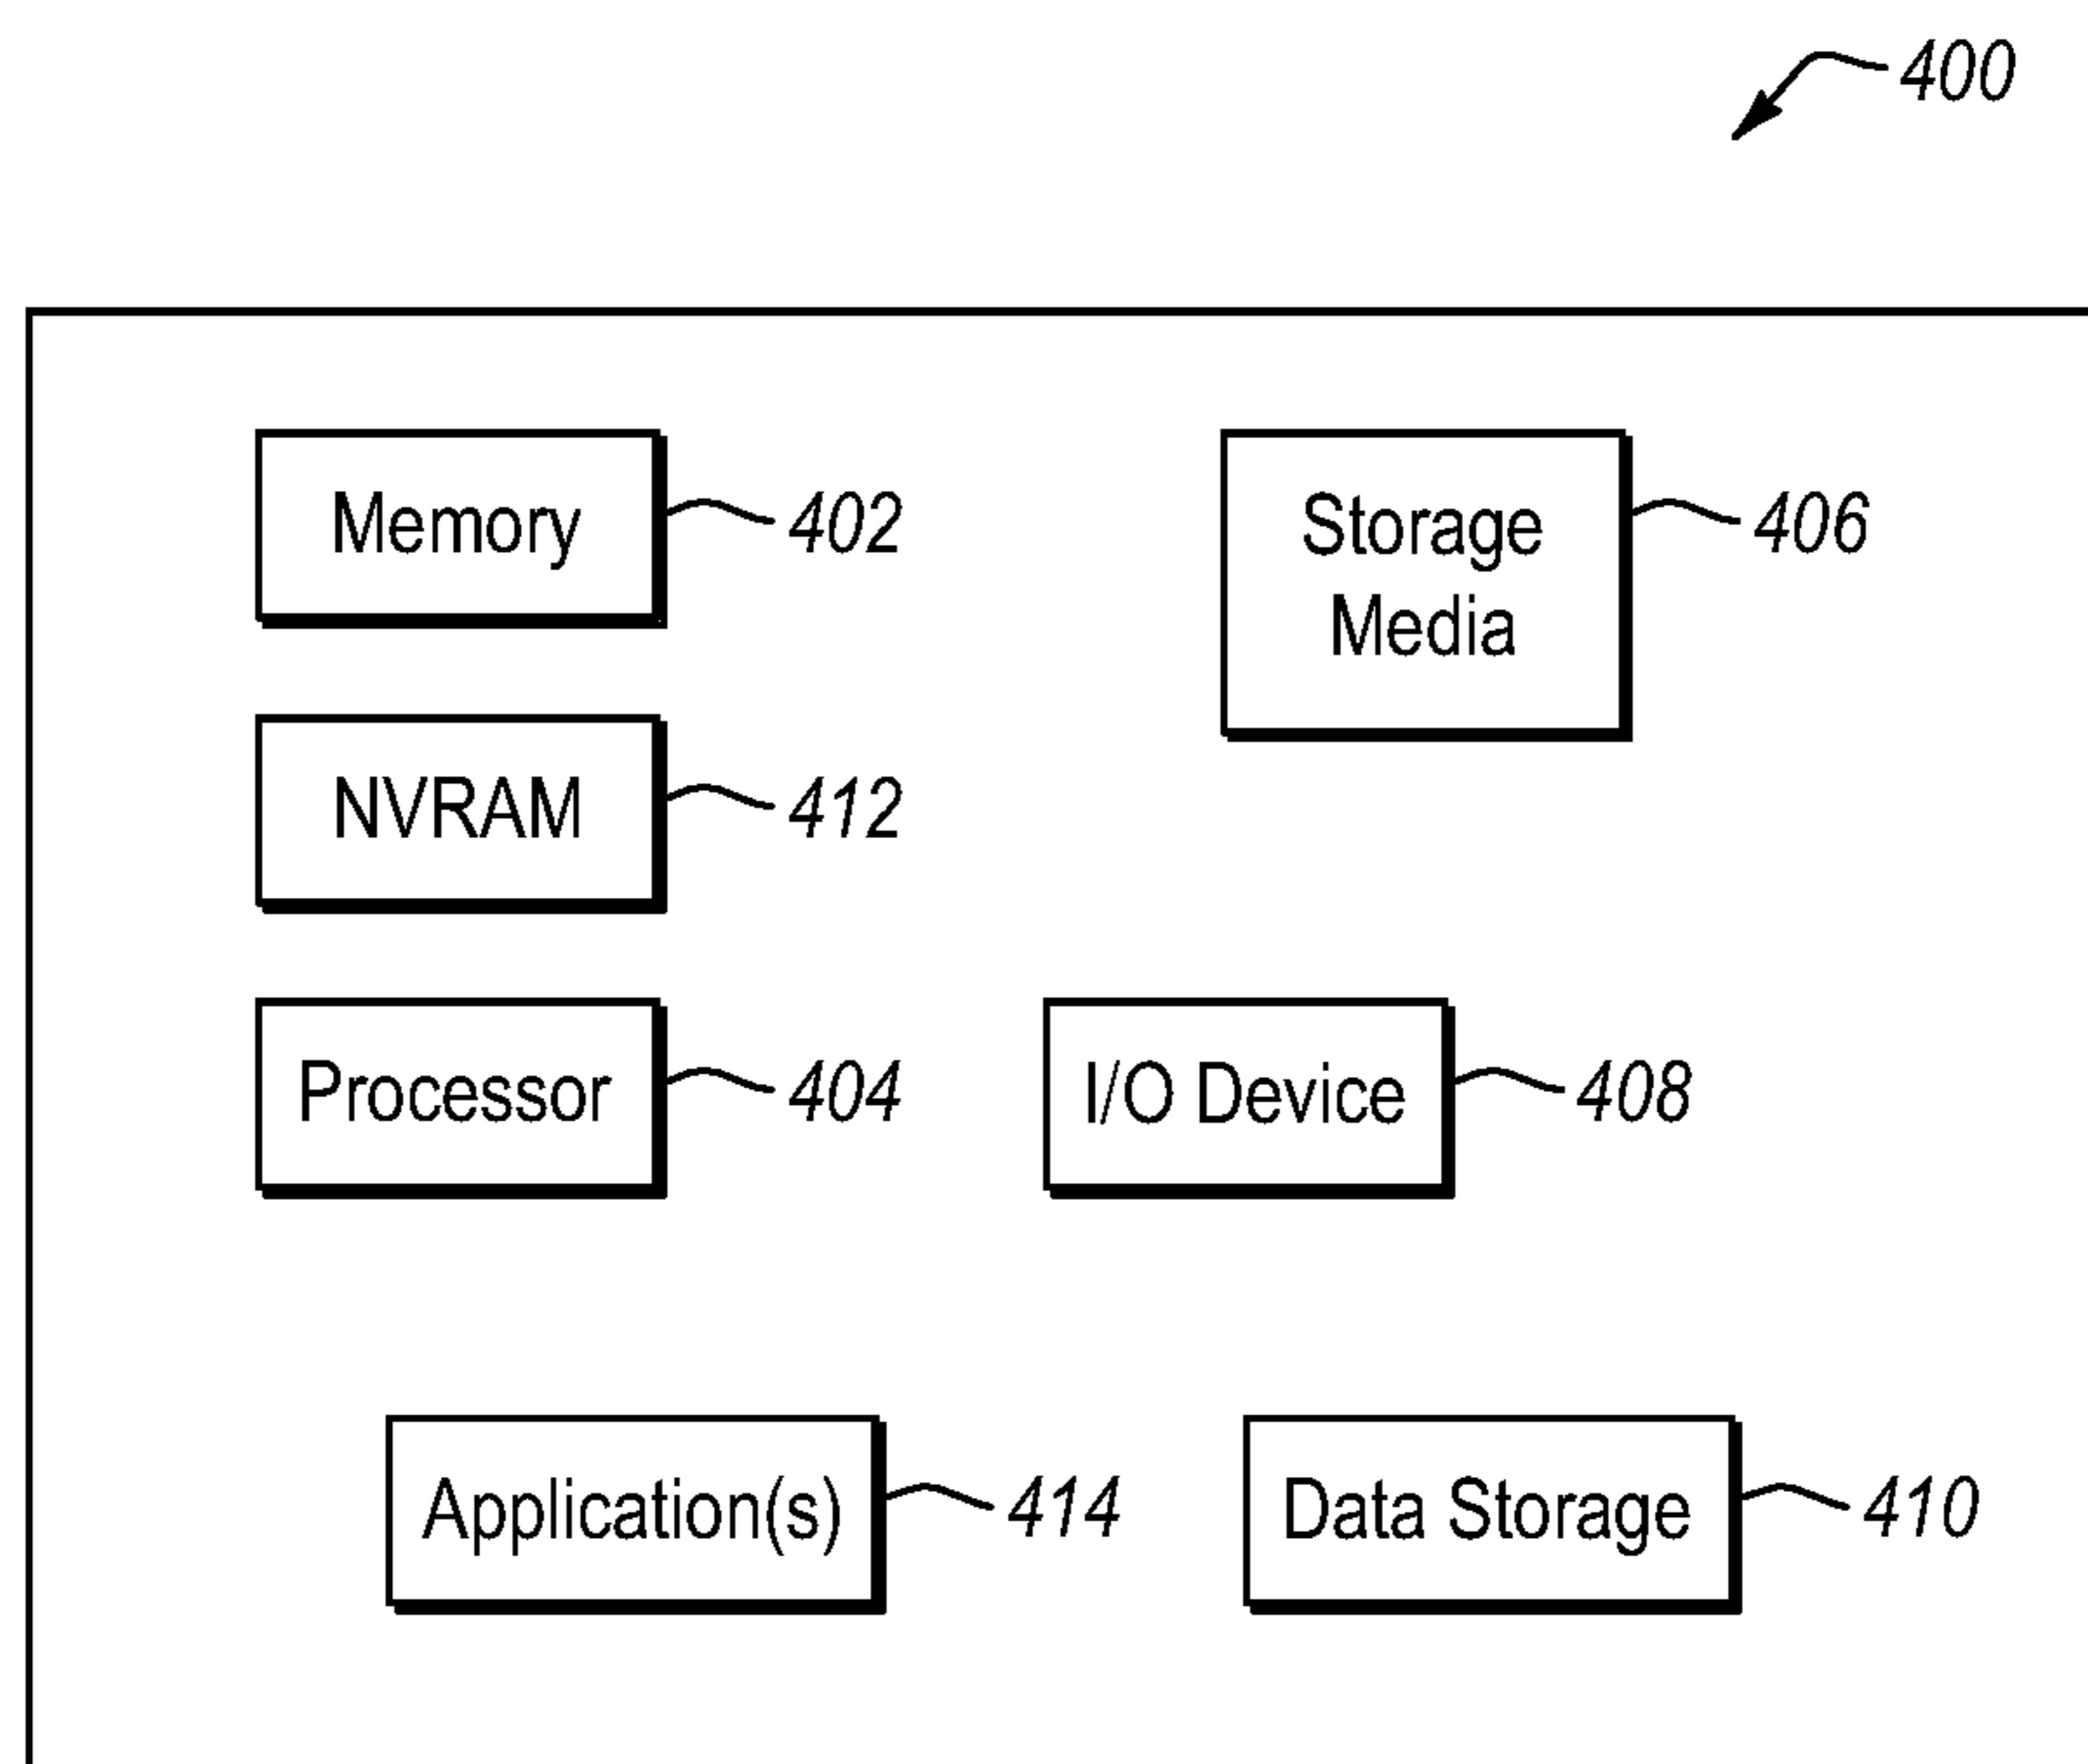 400
Memory 402
Storage 406
Media
NVRAM 412
Processor 404
I/O Device 408
Application(s) 414
Data Storage 410